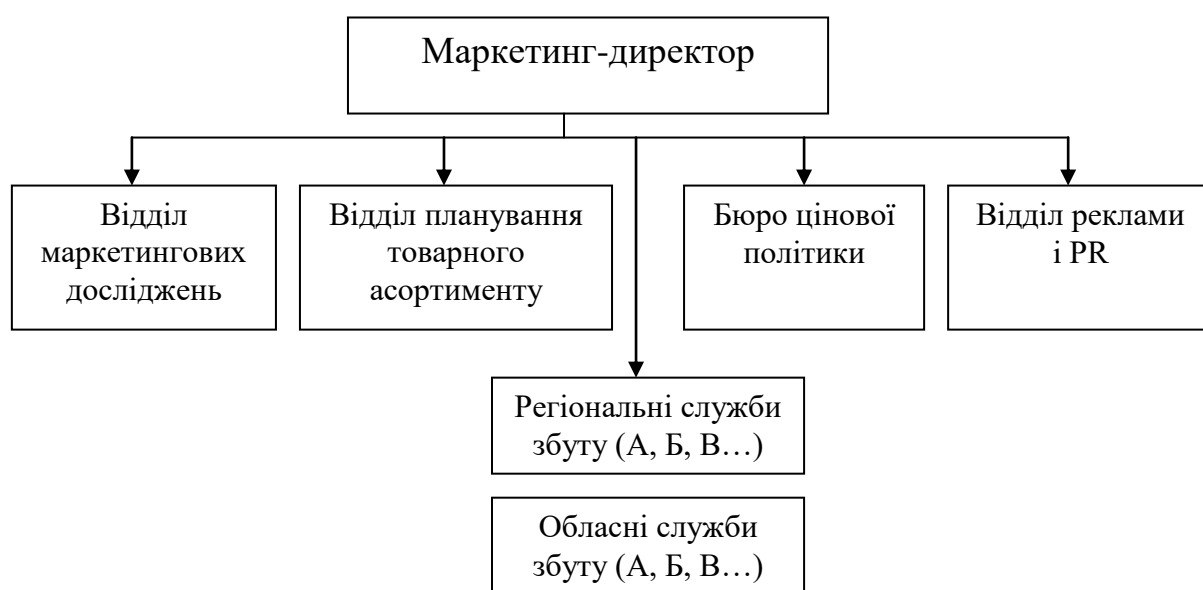 Маркетинг-директор
Відділ
маркетингових
досліджень
Відділ планування
товарного
асортименту
Бюро цінової
політики
Відділ реклами
і PR
Регіональні служби
збуту (А, Б, В…)
Обласні служби
збуту (А, Б, В…)